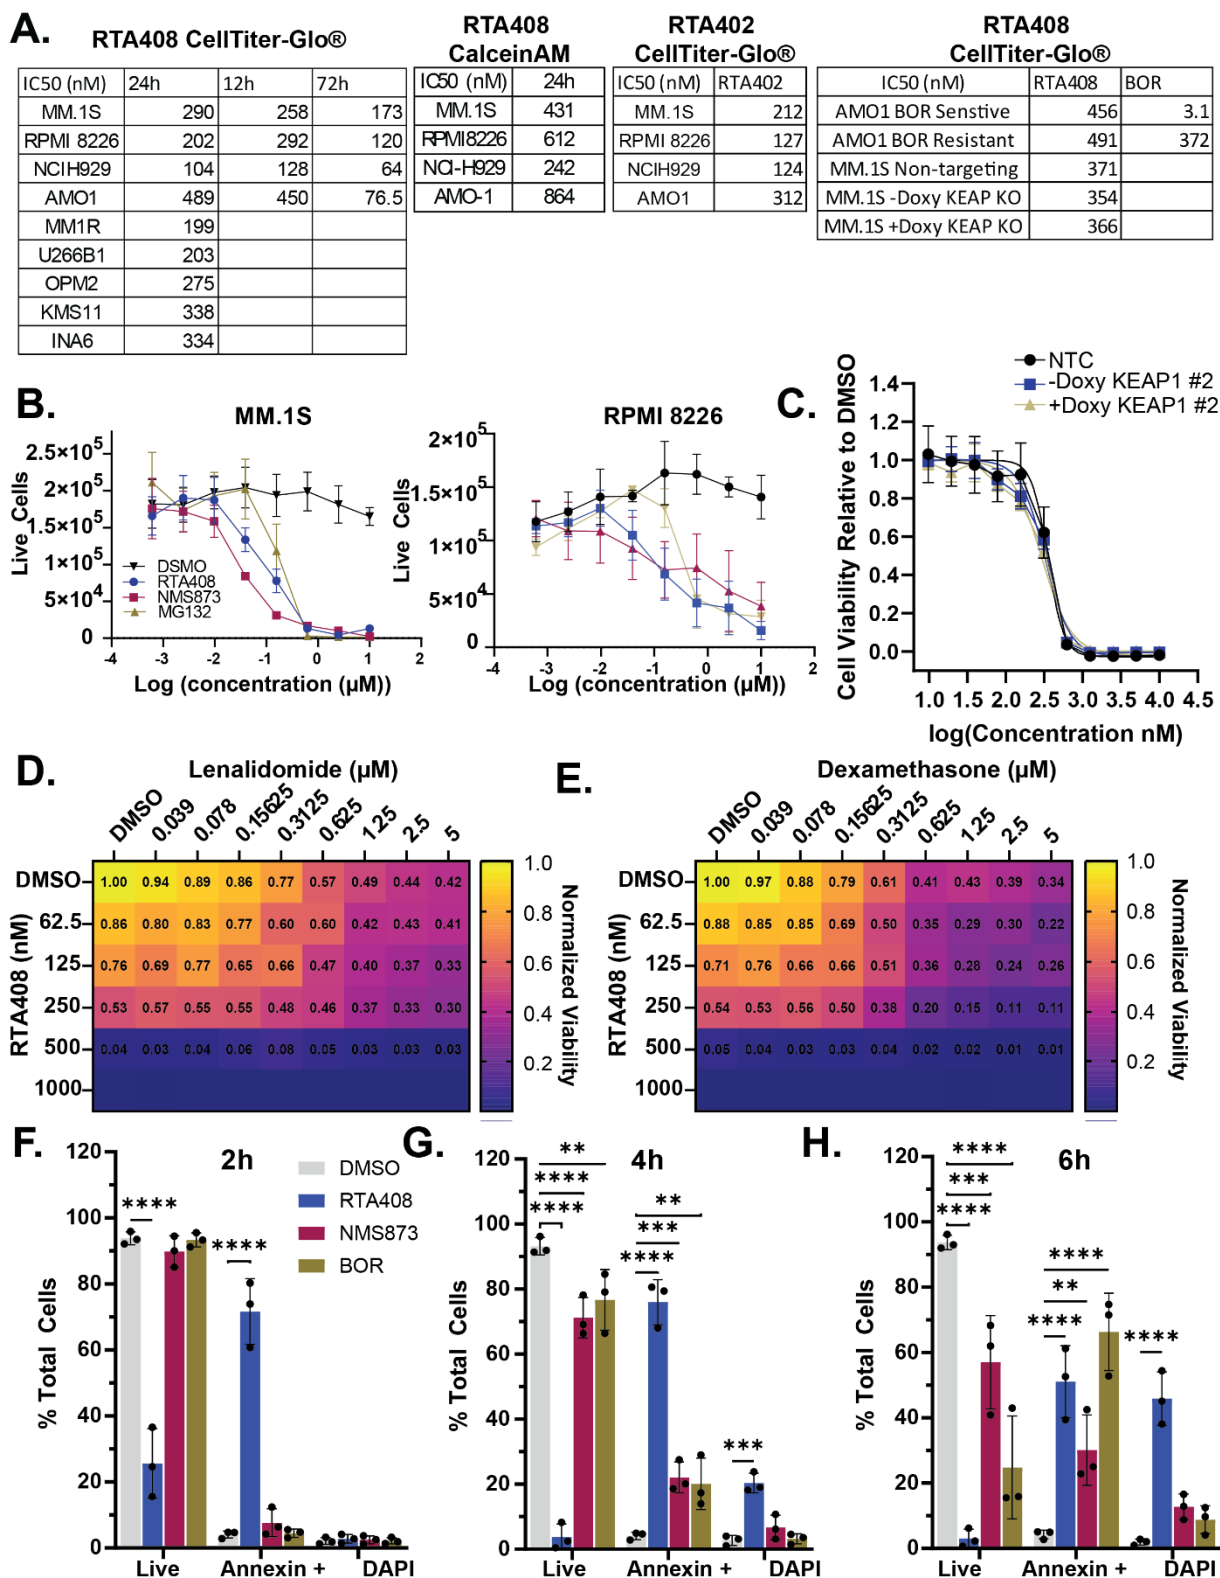 A.
RTA408 CellTiter-Glo®
IC50 (nM) 24h 12h 72h
MM.1S 290 258 173
RPMI 8226 202 292 120
NCIH929 104 128 64
AMO1 489 450 76.5
MM1R 199
U266B1 203
OPM2 275
KMS11 338
INA6 334
RTA408
CalceinAM
IC50 (nM) 24h
MM.1S 431
RPMI8226 612
NCI-H929 242
AMO-1 864
RTA402
CellTiter-Glo®
IC50 (nM) RTA402
MM.1S 212
RPMI 8226 127
NCIH929 124
AMO1 312
RTA408
CellTiter-Glo®
IC50 (nM) RTA408 BOR
AMO1 BOR Senstive 456 3.1
AMO1 BOR Resistant 491 372
MM.1S Non-targeting 371
MM.1S -Doxy KEAP KO 354
MM.1S +Doxy KEAP KO 366
B.
MM.1S
Live Cells
2.5×10⁵
2×10⁵
1.5×10⁵
1×10⁵
5×10⁴
0
DSMO
RTA408
NMS873
MG132
-4 -3 -2 -1 0 1 2
Log (concentration (µM))
RPMI 8226
Live Cells
2×10⁵
1.5×10⁵
1×10⁵
5×10⁴
0
-4 -3 -2 -1 0 1 2
Log (concentration (µM))
C.
NTC
-Doxy KEAP1 #2
+Doxy KEAP1 #2
Cell Viability Relative to DMSO
1.4
1.2
1.0
0.8
0.6
0.4
0.2
0.0
1.0 1.5 2.0 2.5 3.0 3.5 4.0 4.5
log(Concentration nM)
D.
Lenalidomide (µM)
DMSO 0.039 0.078 0.15625 0.3125 0.625 1.25 2.5 5
RTA408 (nM)
DMSO 1.00 0.94 0.89 0.86 0.77 0.57 0.49 0.44 0.42
62.5 0.86 0.80 0.83 0.77 0.60 0.60 0.42 0.43 0.41
125 0.76 0.69 0.77 0.65 0.66 0.47 0.40 0.37 0.33
250 0.53 0.57 0.55 0.55 0.48 0.46 0.37 0.33 0.30
500 0.04 0.03 0.04 0.06 0.08 0.05 0.03 0.03 0.03
1000
1.0
0.8
0.6
0.4
0.2
Normalized Viability
E.
Dexamethasone (µM)
DMSO 0.039 0.078 0.15625 0.3125 0.625 1.25 2.5 5
RTA408 (nM)
DMSO 1.00 0.97 0.88 0.79 0.61 0.41 0.43 0.39 0.34
62.5 0.88 0.85 0.85 0.69 0.50 0.35 0.29 0.30 0.22
125 0.71 0.76 0.66 0.66 0.51 0.36 0.28 0.24 0.26
250 0.54 0.53 0.56 0.50 0.38 0.20 0.15 0.11 0.11
500 0.05 0.04 0.03 0.03 0.04 0.02 0.02 0.01 0.01
1000
1.0
0.8
0.6
0.4
0.2
Normalized Viability
F.
2h
% Total Cells
120
100
80
60
40
20
0
DMSO
RTA408
NMS873
BOR
****
****
Live Annexin + DAPI
G.
4h
% Total Cells
120
100
80
60
40
20
0
**
****
****
**
***
****
***
Live Annexin + DAPI
H.
6h
% Total Cells
120
100
80
60
40
20
0
****
***
****
****
**
****
****
Live Annexin + DAPI